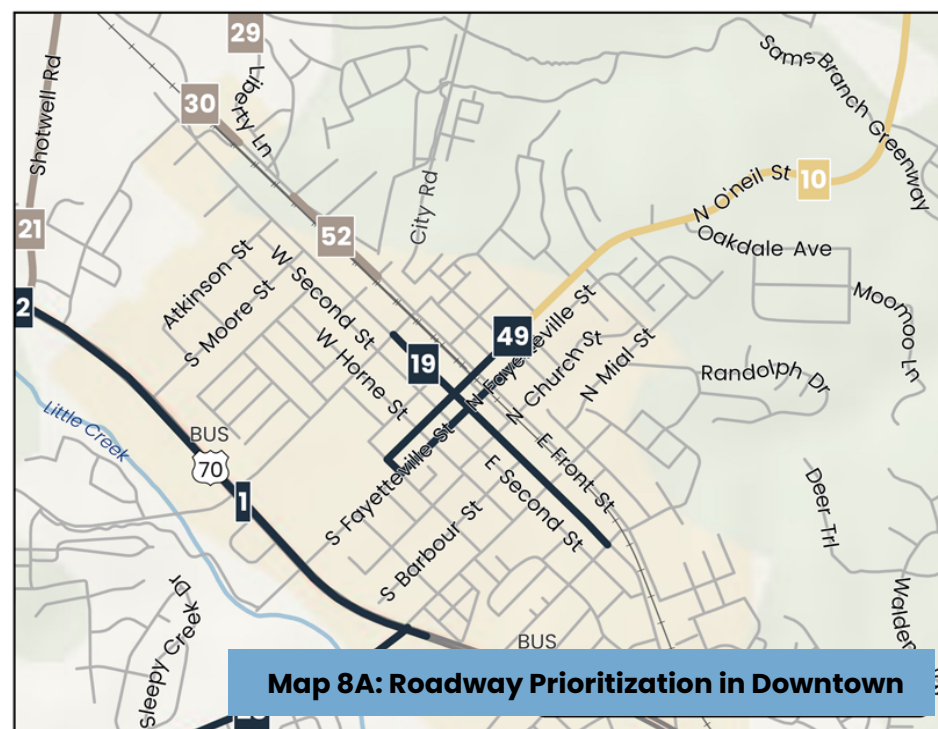 29
Sams Branch Greenway
Shotwell Rd
30
Liberty Ln
10
N O'neil St
City Rd
21
52
Oakdale Ave
Atkinson St
W Second St
S Moore St
Moomoo Ln
2
49
N Fayetteville St
19
W Horne St
N Church St
N Mial St
Randolph Dr
Little Creek
BUS
70
1
S Fayetteville St
E Front St
E Second St
Deer Trl
S Barbour St
Sleepy Creek Dr
Walden
BUS
Map 8A: Roadway Prioritization in Downtown